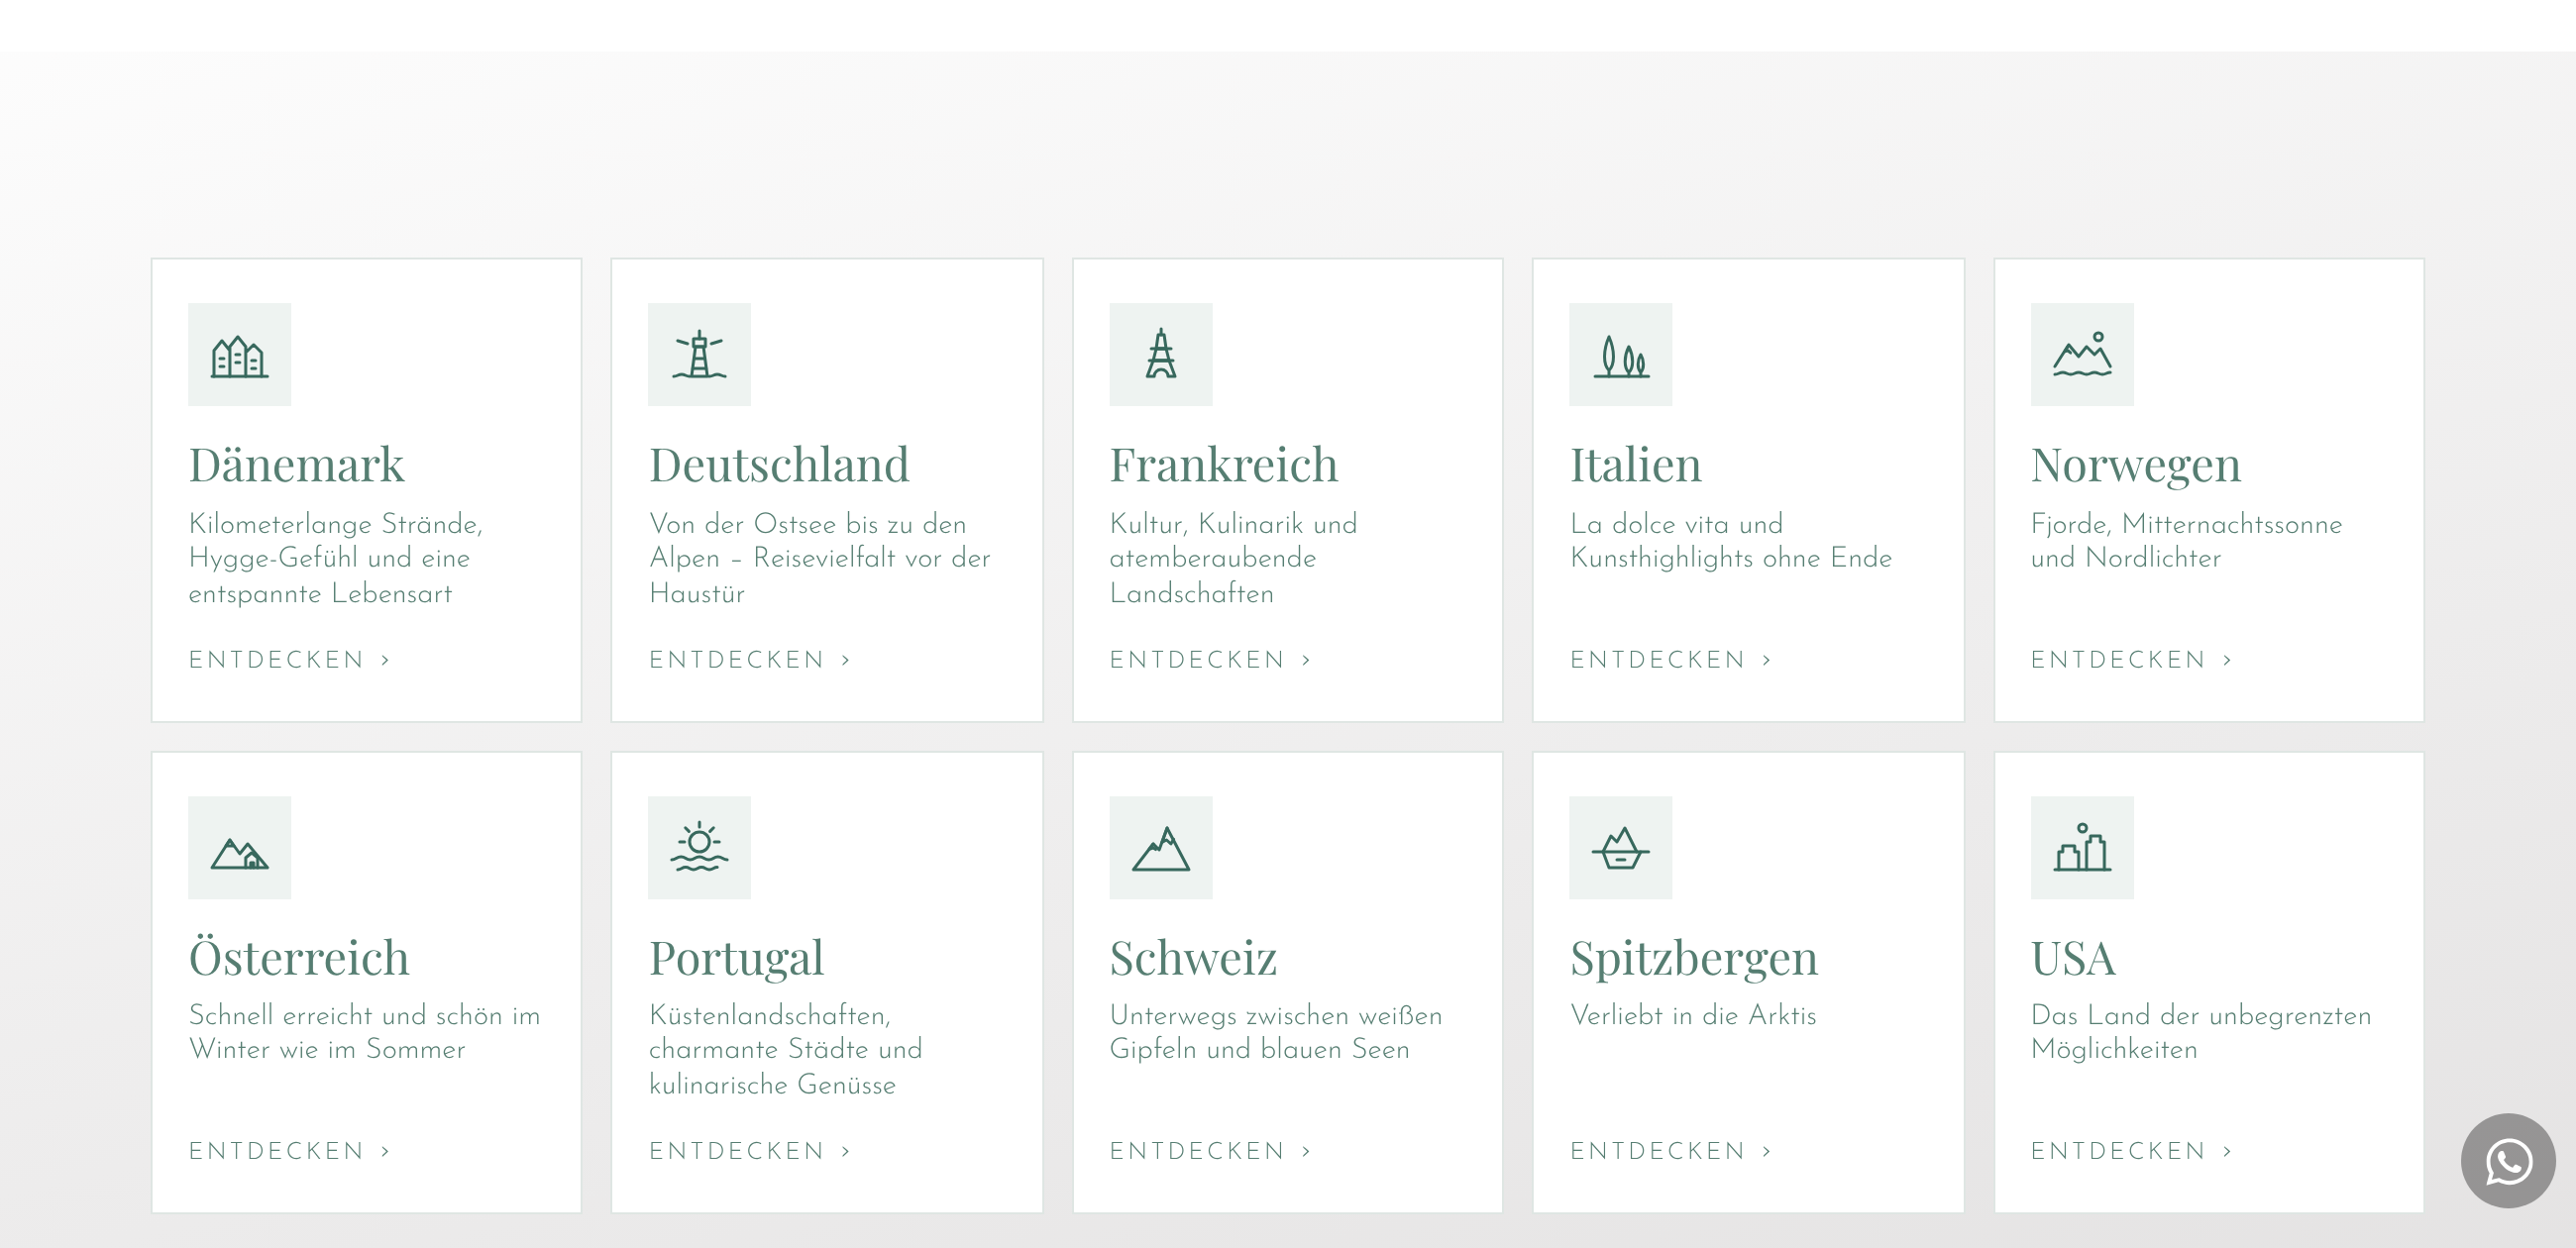 Dänemark
Kilometerlange Strände,
Hygge-Gefühl und eine
entspannte Lebensart
ENTDECKEN >
Deutschland
Von der Ostsee bis zu den
Alpen – Reisevielfalt vor der
Haustür
ENTDECKEN >
Frankreich
Kultur, Kulinarik und
atemberaubende
Landschaften
ENTDECKEN >
Italien
La dolce vita und
Kunsthighlights ohne Ende
ENTDECKEN >
Norwegen
Fjorde, Mitternachtssonne
und Nordlichter
ENTDECKEN >
Österreich
Schnell erreicht und schön im
Winter wie im Sommer
ENTDECKEN >
Portugal
Küstenlandschaften,
charmante Städte und
kulinarische Genüsse
ENTDECKEN >
Schweiz
Unterwegs zwischen weißen
Gipfeln und blauen Seen
ENTDECKEN >
Spitzbergen
Verliebt in die Arktis
ENTDECKEN >
USA
Das Land der unbegrenzten
Möglichkeiten
ENTDECKEN >